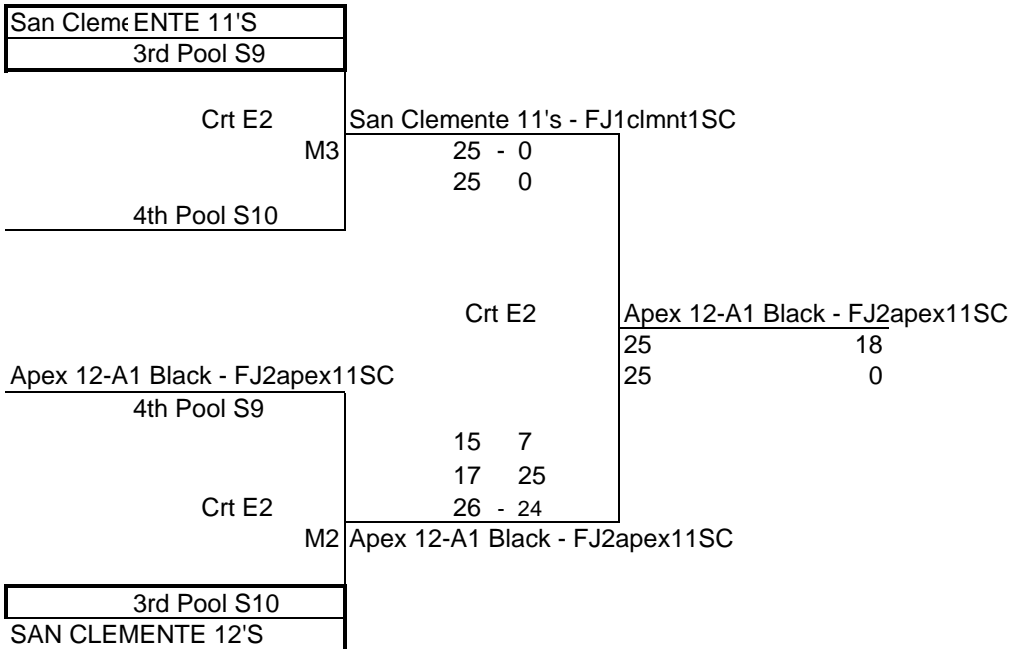 San Cleme ENTE 11'S
3rd Pool S9
Crt E2
San Clemente 11's - FJ1clmnt1SC
M3
25 - 0
25 0
4th Pool S10
Crt E2
Apex 12-A1 Black - FJ2apex11SC
25 18
25 0
Apex 12-A1 Black - FJ2apex11SC
4th Pool S9
15 7
17 25
Crt E2
26 - 24
M2
Apex 12-A1 Black - FJ2apex11SC
3rd Pool S10
SAN CLEMENTE 12'S